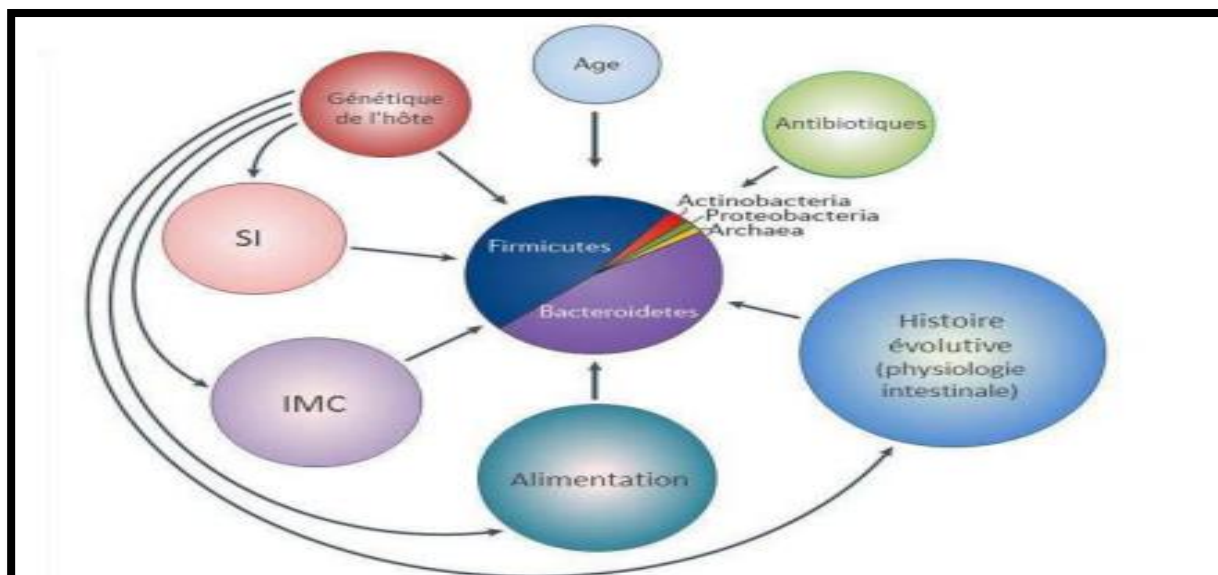 Age
Génétique
de l'hôte
Antibiotiques
Actinobacteria
Proteobacteria
Archaea
SI
Firmicutes
Bacteroidetes
Histoire
évolutive
(physiologie
intestinale)
IMC
Alimentation